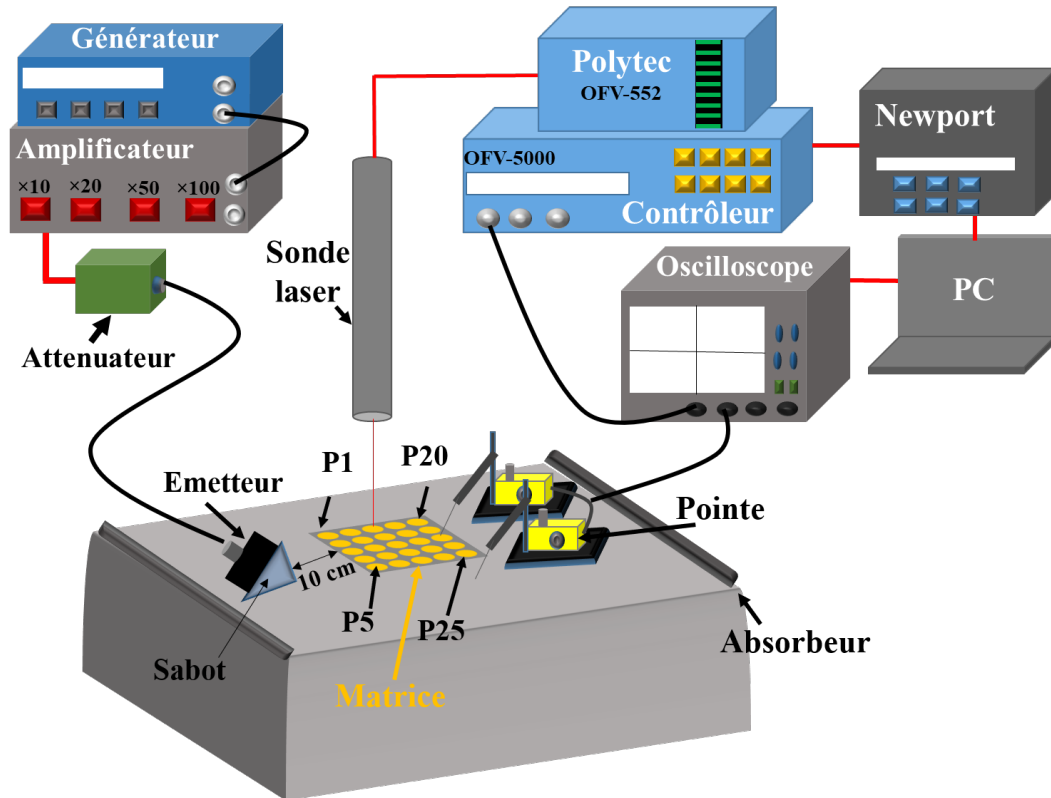 Générateur
Amplificateur
×10
×20
×50
×100
Attenuateur
Sonde
laser
Polytec
OFV-552
OFV-5000
Contrôleur
Newport
Oscilloscope
PC
P1
P20
Emetteur
Pointe
10 cm
P5
P25
Sabot
Matrice
Absorbeur